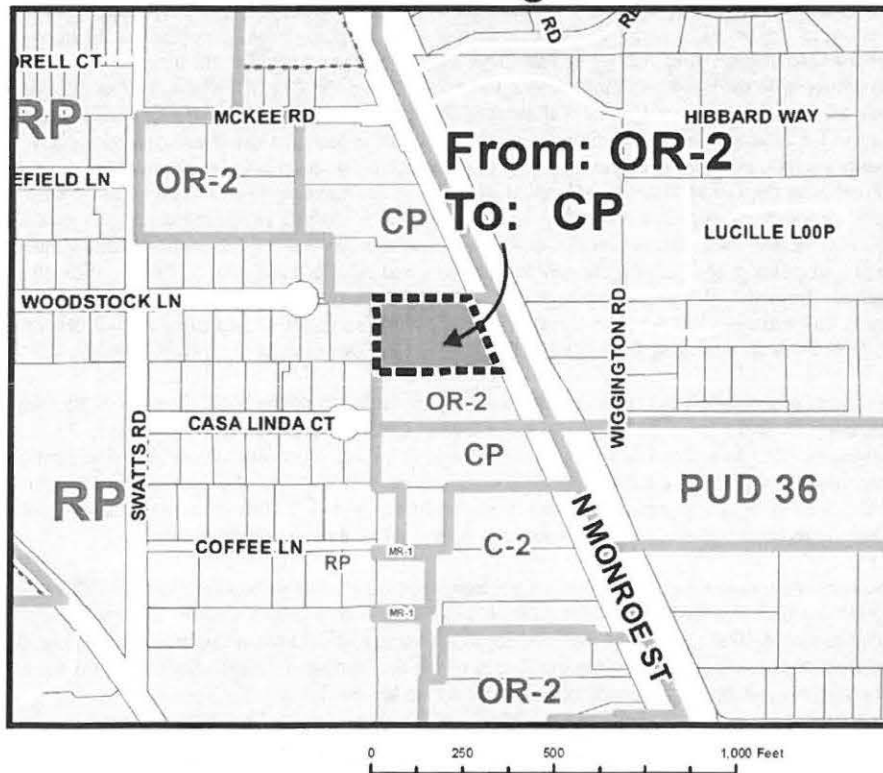 RD
RELL CT
RP
MCKEE RD
HIBBARD WAY
From: OR-2
EFIELD LN
OR-2
To: CP
CP
LUCILLE L00P
WOODSTOCK LN
WIGGINGTON RD
OR-2
CASA LINDA CT
SWATTS RD
CP
RP
PUD 36
N MONROE ST
C-2
COFFEE LN
MR-1
RP
MR-1
OR-2
0 250 500 1,000 Feet